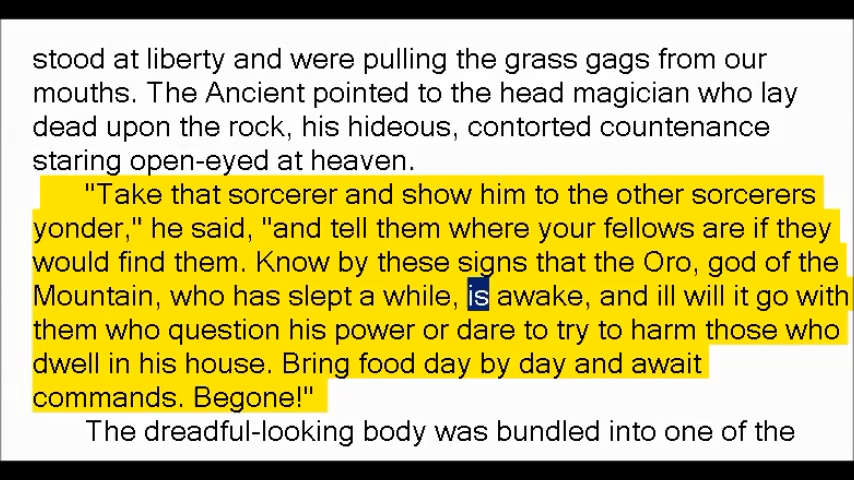 stood at liberty and were pulling the grass gags from our
mouths. The Ancient pointed to the head magician who lay
dead upon the rock, his hideous, contorted countenance
staring open-eyed at heaven.
"Take that sorcerer and show him to the other sorcerers
yonder," he said, "and tell them where your fellows are if they
would find them. Know by these signs that the Oro, god of the
Mountain, who has slept a while, is awake, and ill will it go with
them who question his power or dare to try to harm those who
dwell in his house. Bring food day by day and await
commands. Begone!"
The dreadful-looking body was bundled into one of the